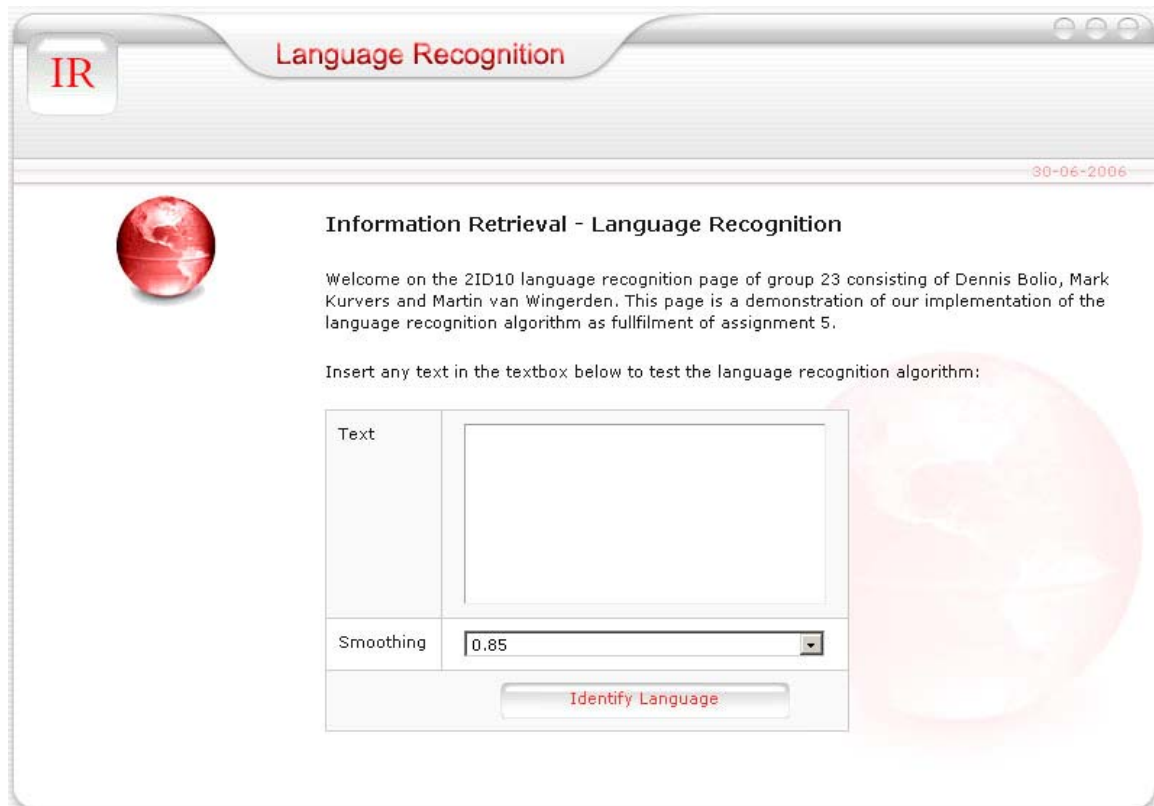 Language Recognition
IR
30-06-2006
Information Retrieval - Language Recognition
Welcome on the 2ID10 language recognition page of group 23 consisting of Dennis Bolio, Mark
Kurvers and Martin van Wingerden. This page is a demonstration of our implementation of the
language recognition algorithm as fullfilment of assignment 5.
Insert any text in the textbox below to test the language recognition algorithm:
Text
Smoothing
0.85
Identify Language